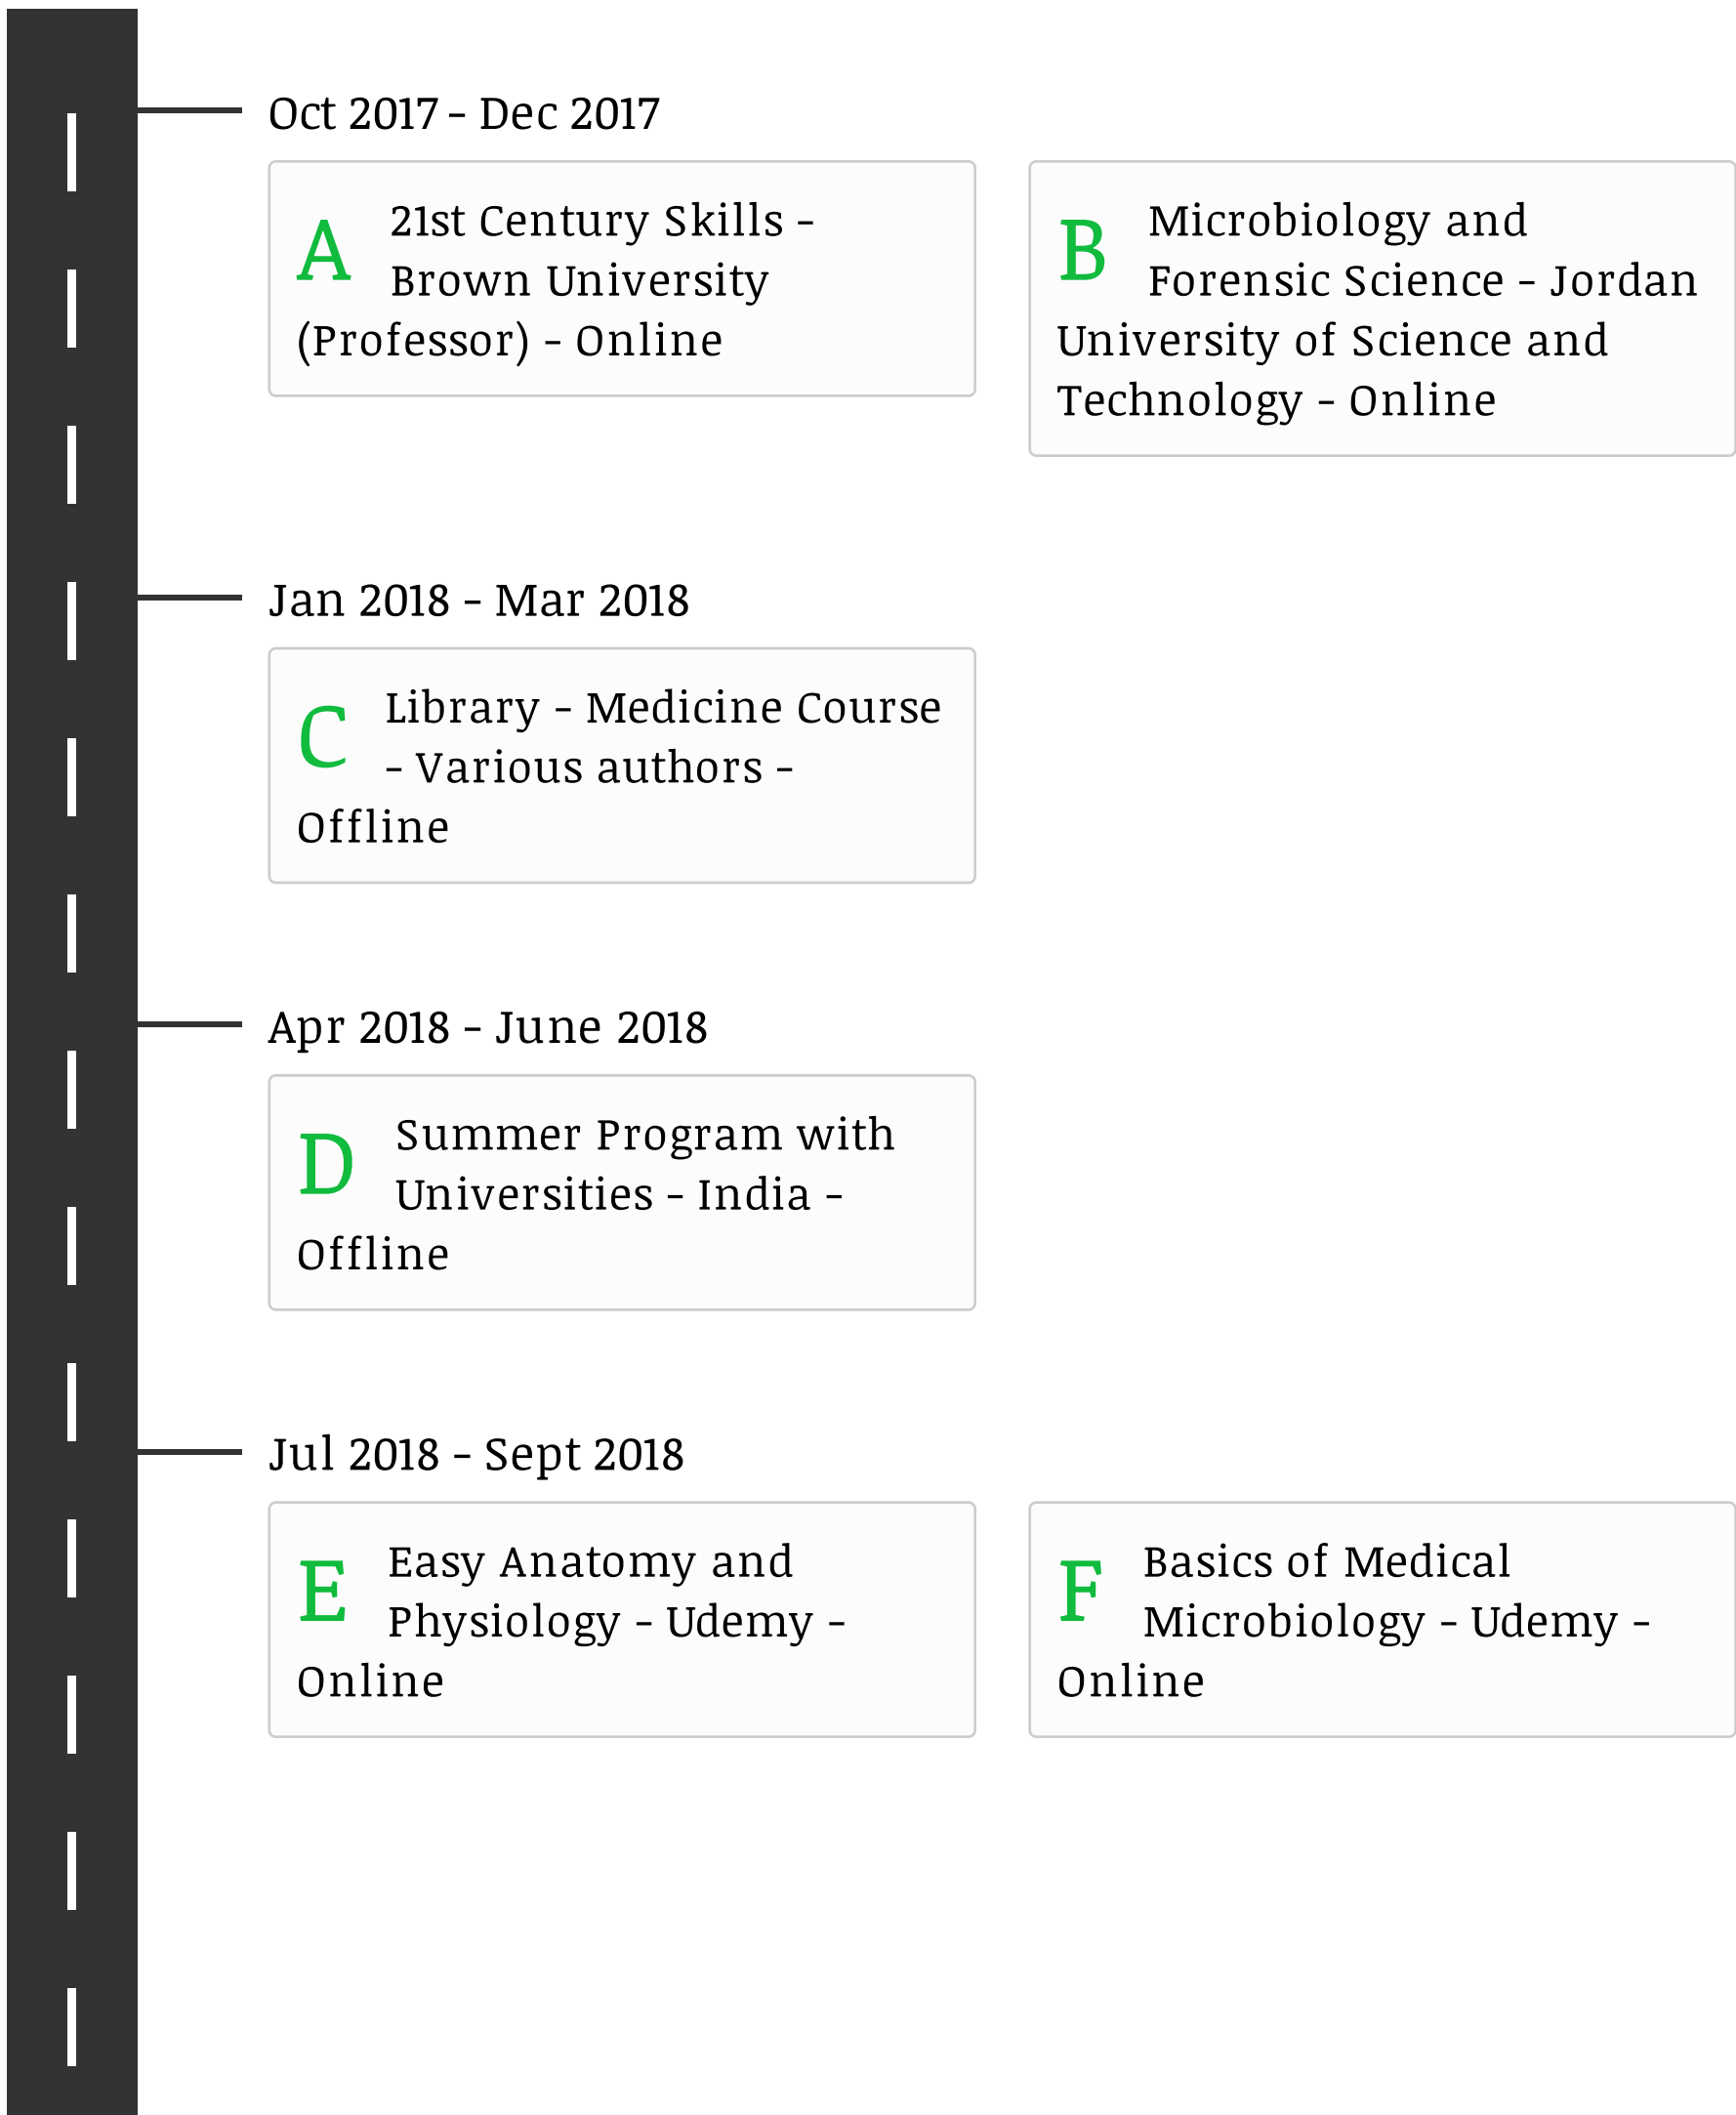 Oct 2017 - Dec 2017
A
21st Century Skills -
Brown University
(Professor) - Online
B
Microbiology and
Forensic Science - Jordan
University of Science and
Technology - Online
Jan 2018 - Mar 2018
C
Library - Medicine Course
- Various authors -
Offline
Apr 2018 - June 2018
D
Summer Program with
Universities - India -
Offline
Jul 2018 - Sept 2018
E
Easy Anatomy and
Physiology - Udemy -
Online
F
Basics of Medical
Microbiology - Udemy -
Online